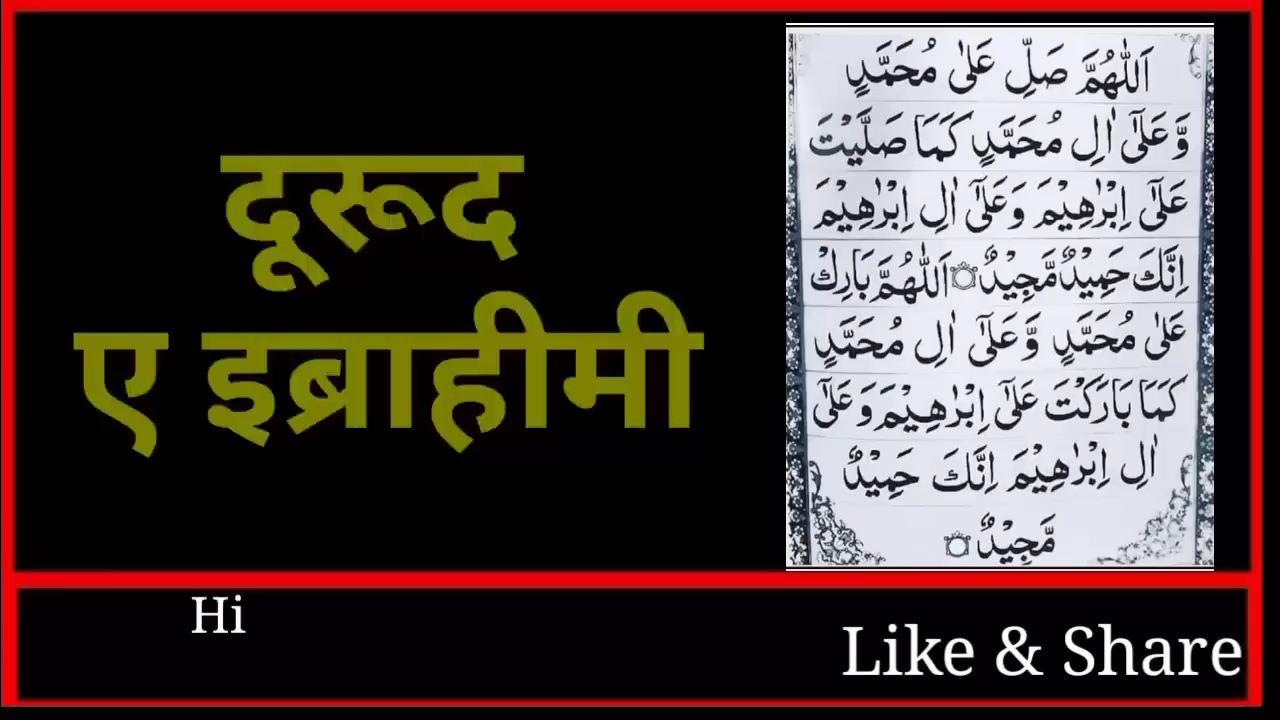 दूरूद
ए इब्राहीमी
اَللّٰهُمَّ صَلِّ عَلٰى مُحَمَّدٍ
وَّعَلٰٓى اٰلِ مُحَمَّدٍ كَمَا صَلَّيْتَ
عَلٰٓى اِبْرٰهِيْمَ وَعَلٰٓى اٰلِ اِبْرٰهِيْمَ
اِنَّكَ حَمِيْدٌ مَّجِيْدٌ ۝ اَللّٰهُمَّ بَارِكْ
عَلٰى مُحَمَّدٍ وَّعَلٰٓى اٰلِ مُحَمَّدٍ
كَمَا بَارَكْتَ عَلٰٓى اِبْرٰهِيْمَ وَعَلٰٓى
اٰلِ اِبْرٰهِيْمَ اِنَّكَ حَمِيْدٌ
مَّجِيْدٌ ۝
Hi
Like & Share